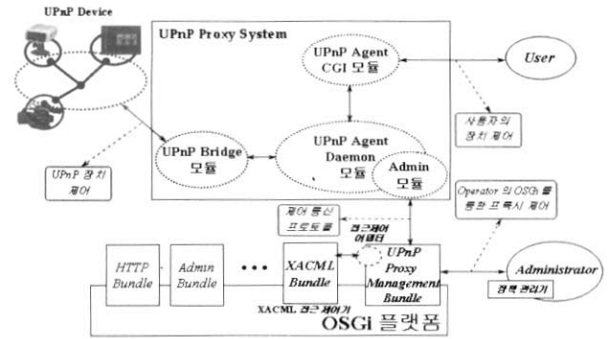 UPnP Device
UPnP Proxy System
UPnP Agent
CGI 모듈
User
사용자의
장치 제어
UPnP Bridge
모듈
UPnP Agent
Daemon
모듈
Admin
모듈
UPnP 장치
제어
Operator 의 OSGi 를
통한 프록시 제어
제어 통신
프로토콜
접근제어
어댑터
HTTP
Bundle
Admin
Bundle
•••
XACML
Bundle
UPnP
Proxy
Management
Bundle
Administrator
정책 관리기
XACML 접근 제어기
OSGi 플랫폼